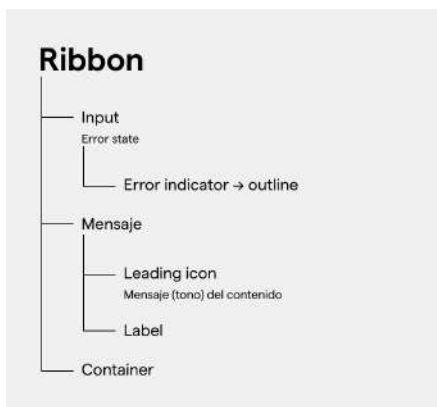 Ribbon
Input
Error state
Error indicator → outline
Mensaje
Leading icon
Mensaje (tono) del contenido
Label
Container